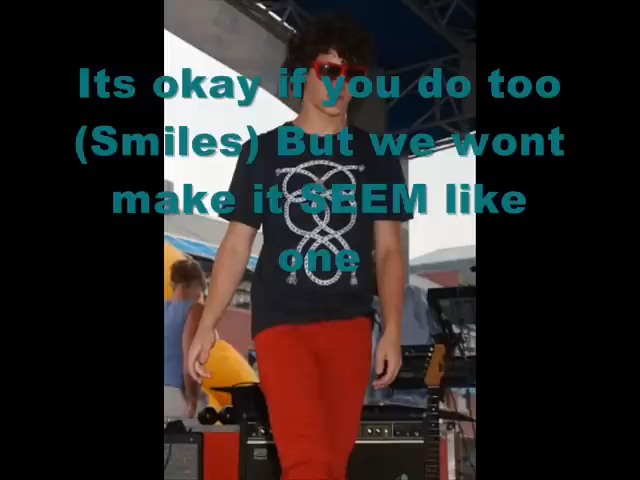 Its okay if you do too
(Smiles) But we wont
make it SEEM like
one